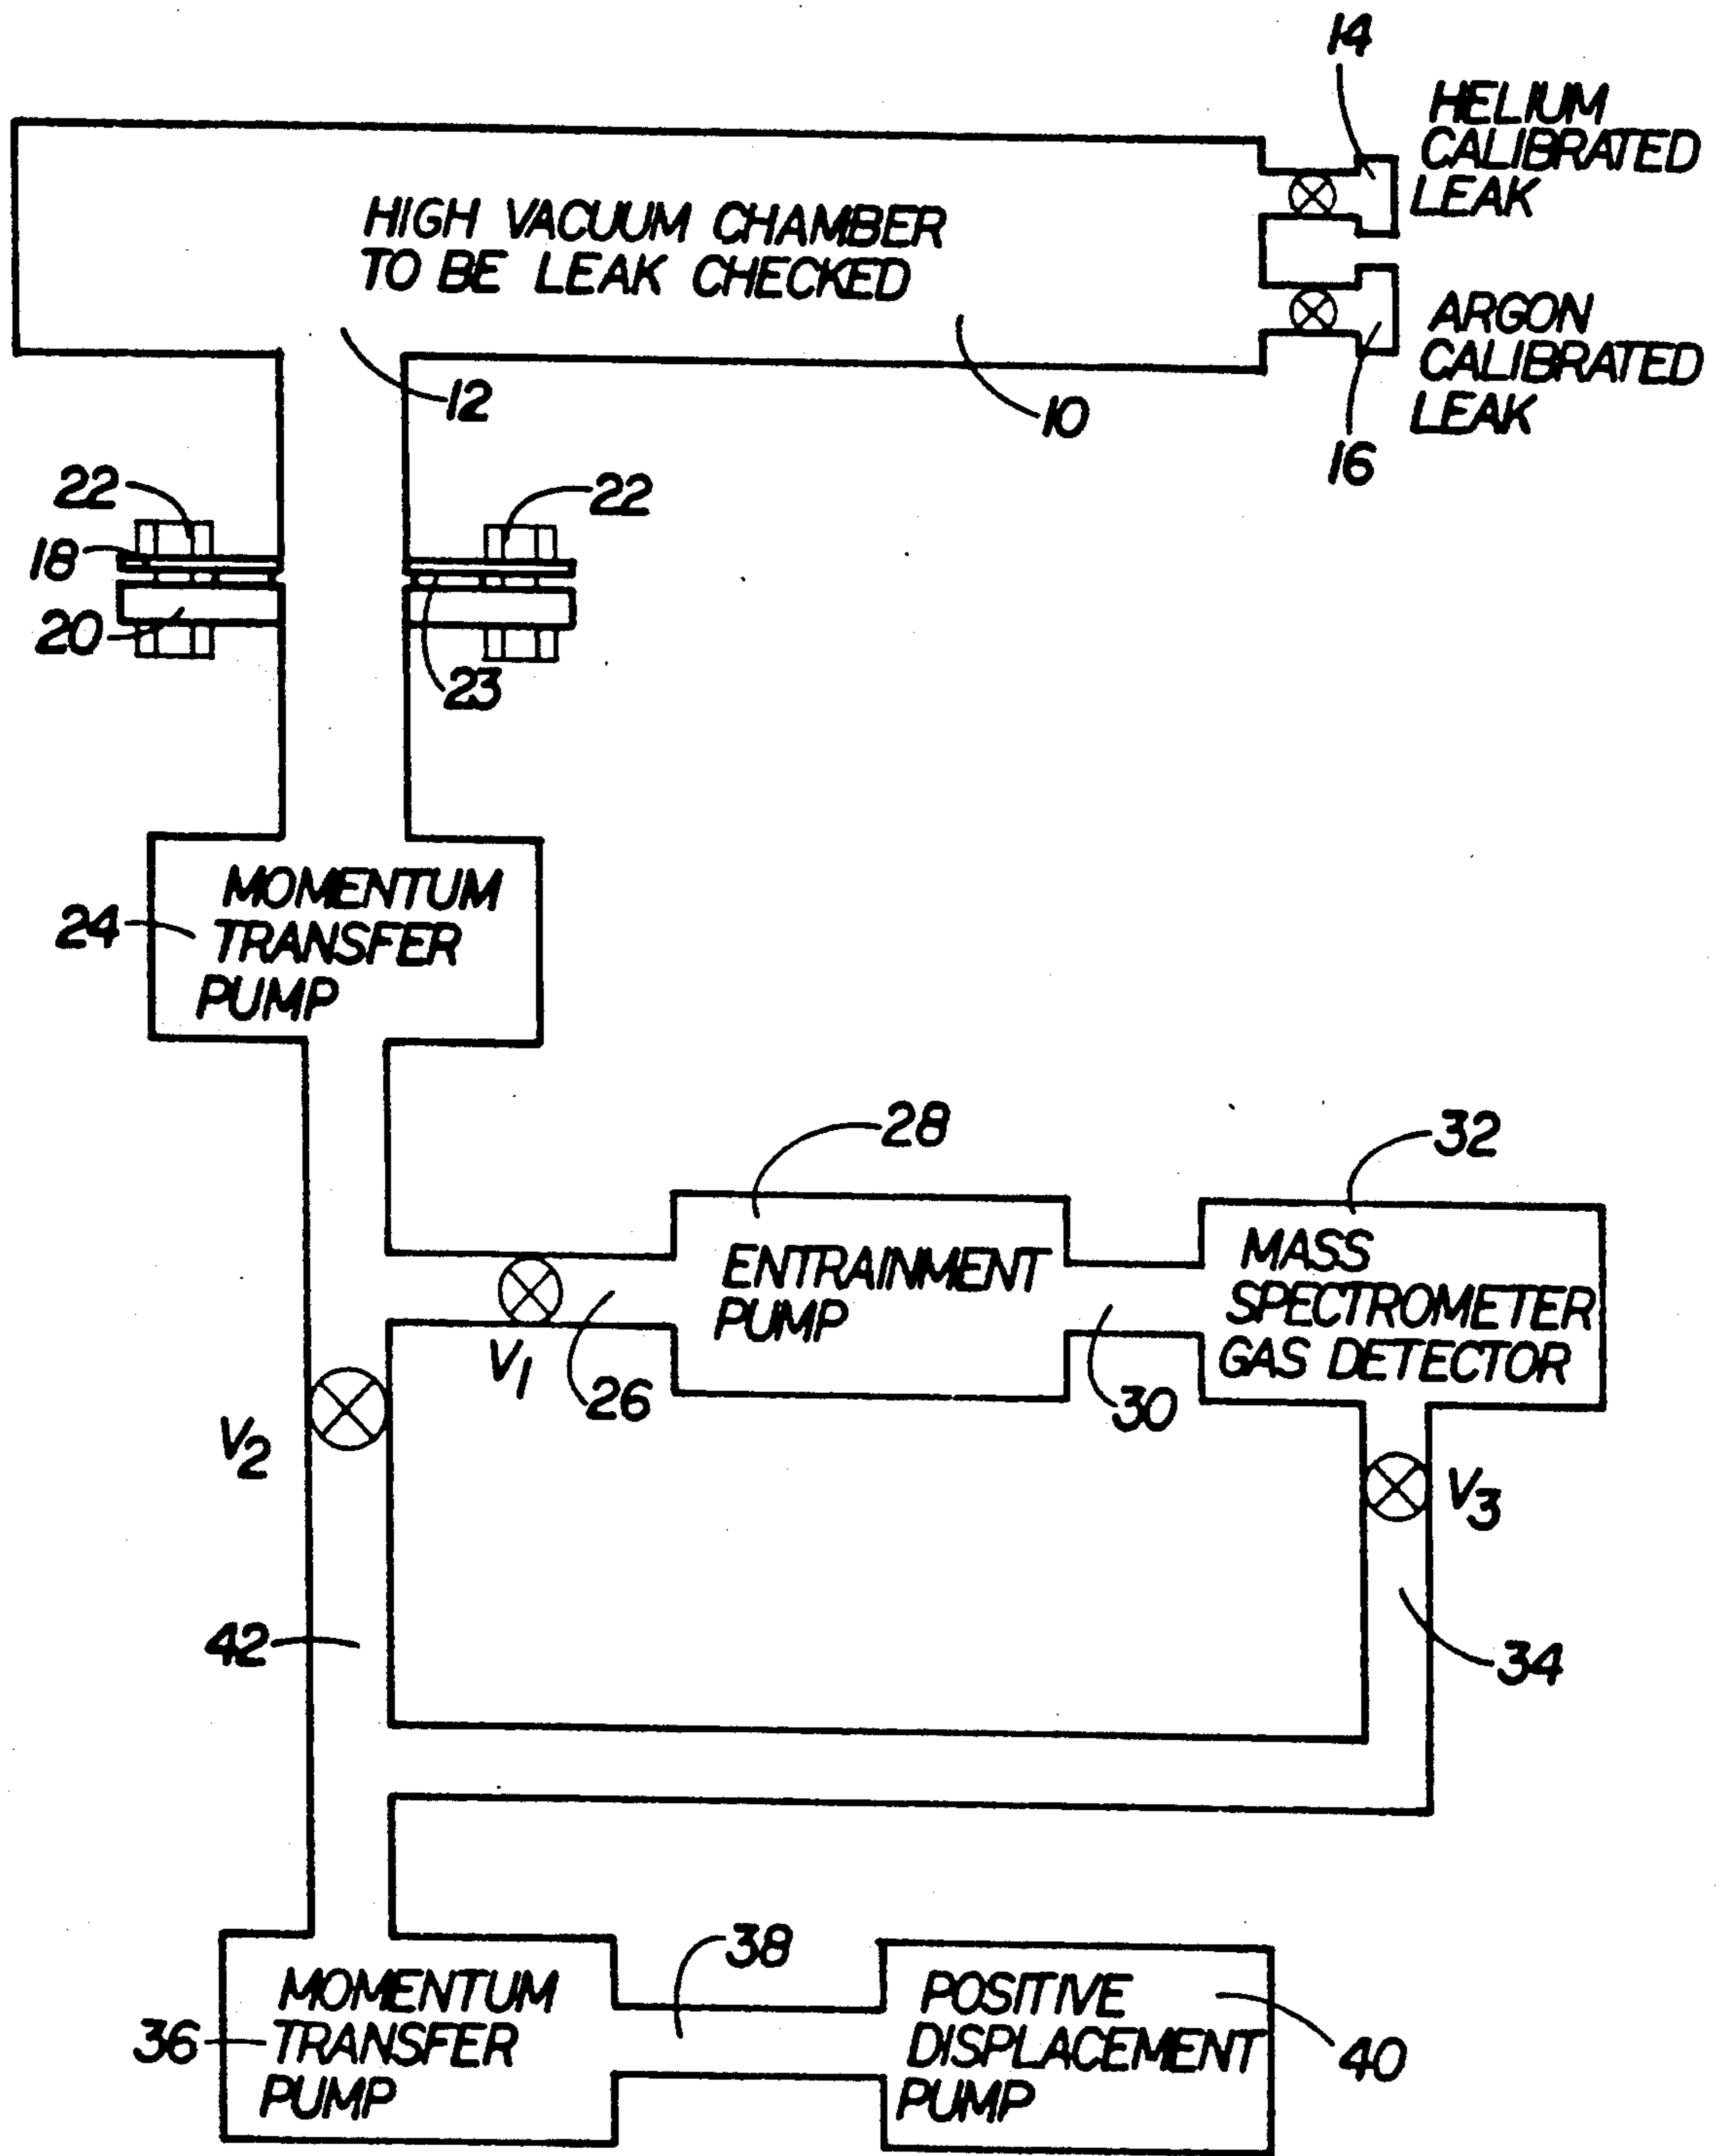 14
HELIUM
CALIBRATED
LEAK
HIGH VACUUM CHAMBER
TO BE LEAK CHECKED
ARGON
CALIBRATED
LEAK
12
10
16
22
22
18
20
23
MOMENTUM
TRANSFER
PUMP
24
28
32
ENTRAINMENT
PUMP
MASS
SPECTROMETER
GAS DETECTOR
V1
26
30
V2
V3
42
34
38
MOMENTUM
TRANSFER
PUMP
36
POSITIVE
DISPLACEMENT
PUMP
40